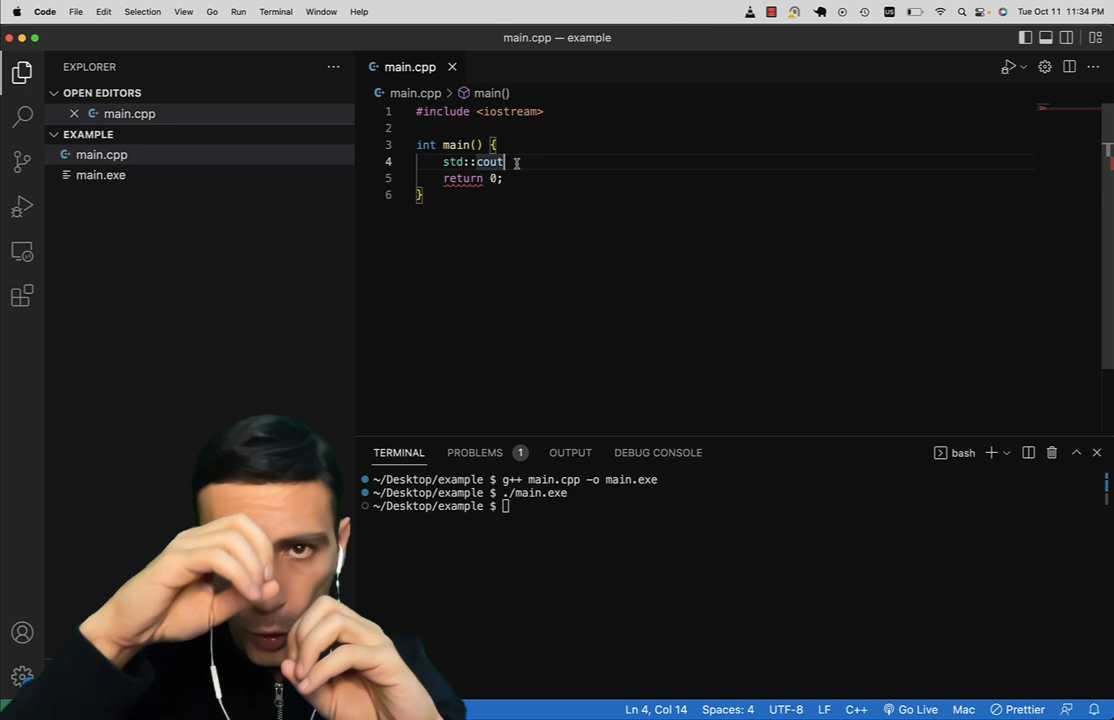 Code File Edit Selection View Go Run Terminal Window Help US Tue Oct 11 11:34 PM
main.cpp — example
EXPLORER
main.cpp
OPEN EDITORS
main.cpp > main()
main.cpp
1 #include <iostream>
EXAMPLE
2
main.cpp
3 int main() {
main.exe
4 std::cout
5 return 0;
6 }
TERMINAL PROBLEMS 1 OUTPUT DEBUG CONSOLE bash
~/Desktop/example $ g++ main.cpp -o main.exe
~/Desktop/example $ ./main.exe
~/Desktop/example $
Ln 4, Col 14 Spaces: 4 UTF-8 LF C++ Go Live Mac Prettier